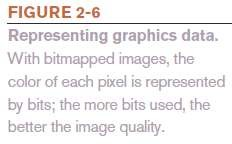 FIGURE 2-6
Representing graphics data.
With bitmapped images, the
color of each pixel is represented
by bits; the more bits used, the
better the image quality.